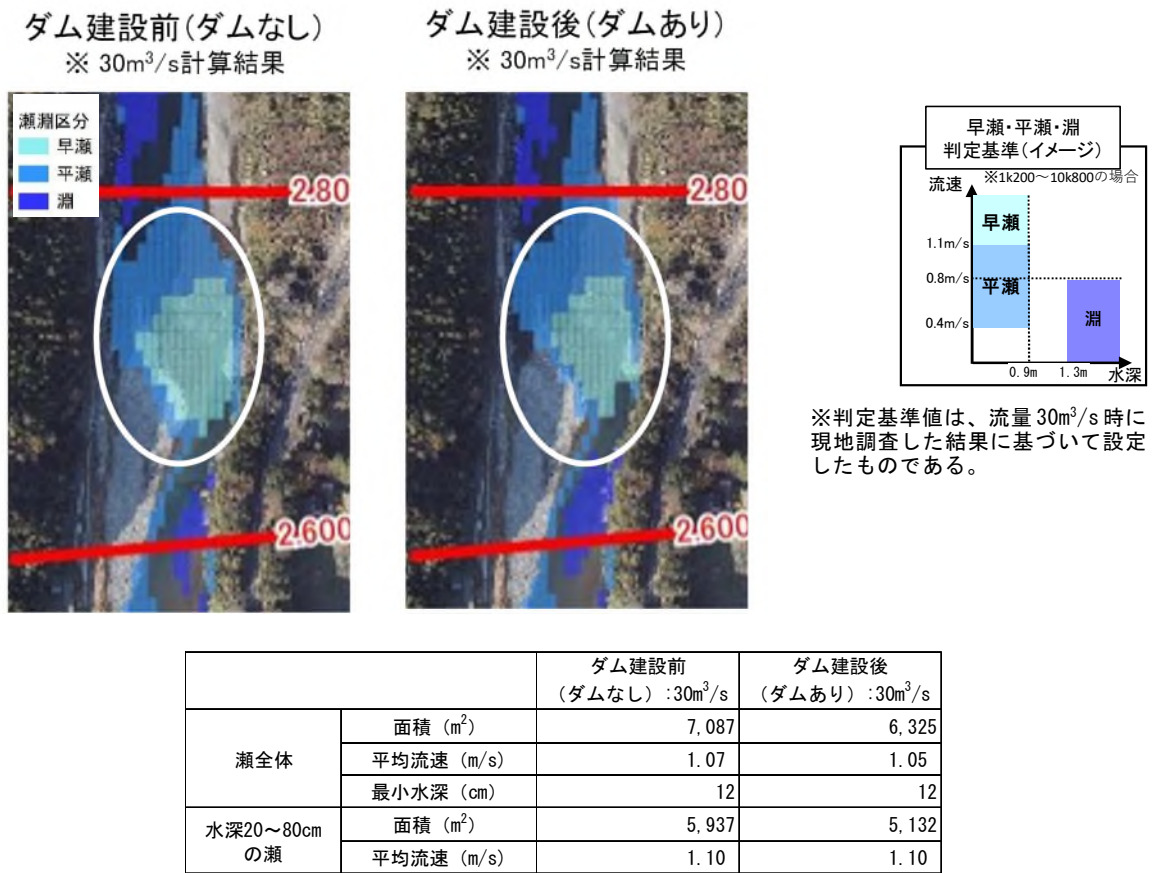 ダム建設前(ダムなし)
※ 30m³/s計算結果
ダム建設後(ダムあり)
※ 30m³/s計算結果
瀬淵区分
早瀬
平瀬
淵
2.80
2.600
2.80
2.600
早瀬・平瀬・淵
判定基準(イメージ)
※1k200~10k800の場合
流速
早瀬
1.1m/s
0.8m/s
平瀬
0.4m/s
淵
0.9m 1.3m 水深
※判定基準値は、流量30m³/s時に
現地調査した結果に基づいて設定
したものである。
ダム建設前 ダム建設後
(ダムなし):30m³/s (ダムあり):30m³/s
瀬全体
面積(m²) 7,087 6,325
平均流速(m/s) 1.07 1.05
最小水深(cm) 12 12
水深20~80cm
の瀬
面積(m²) 5,937 5,132
平均流速(m/s) 1.10 1.10